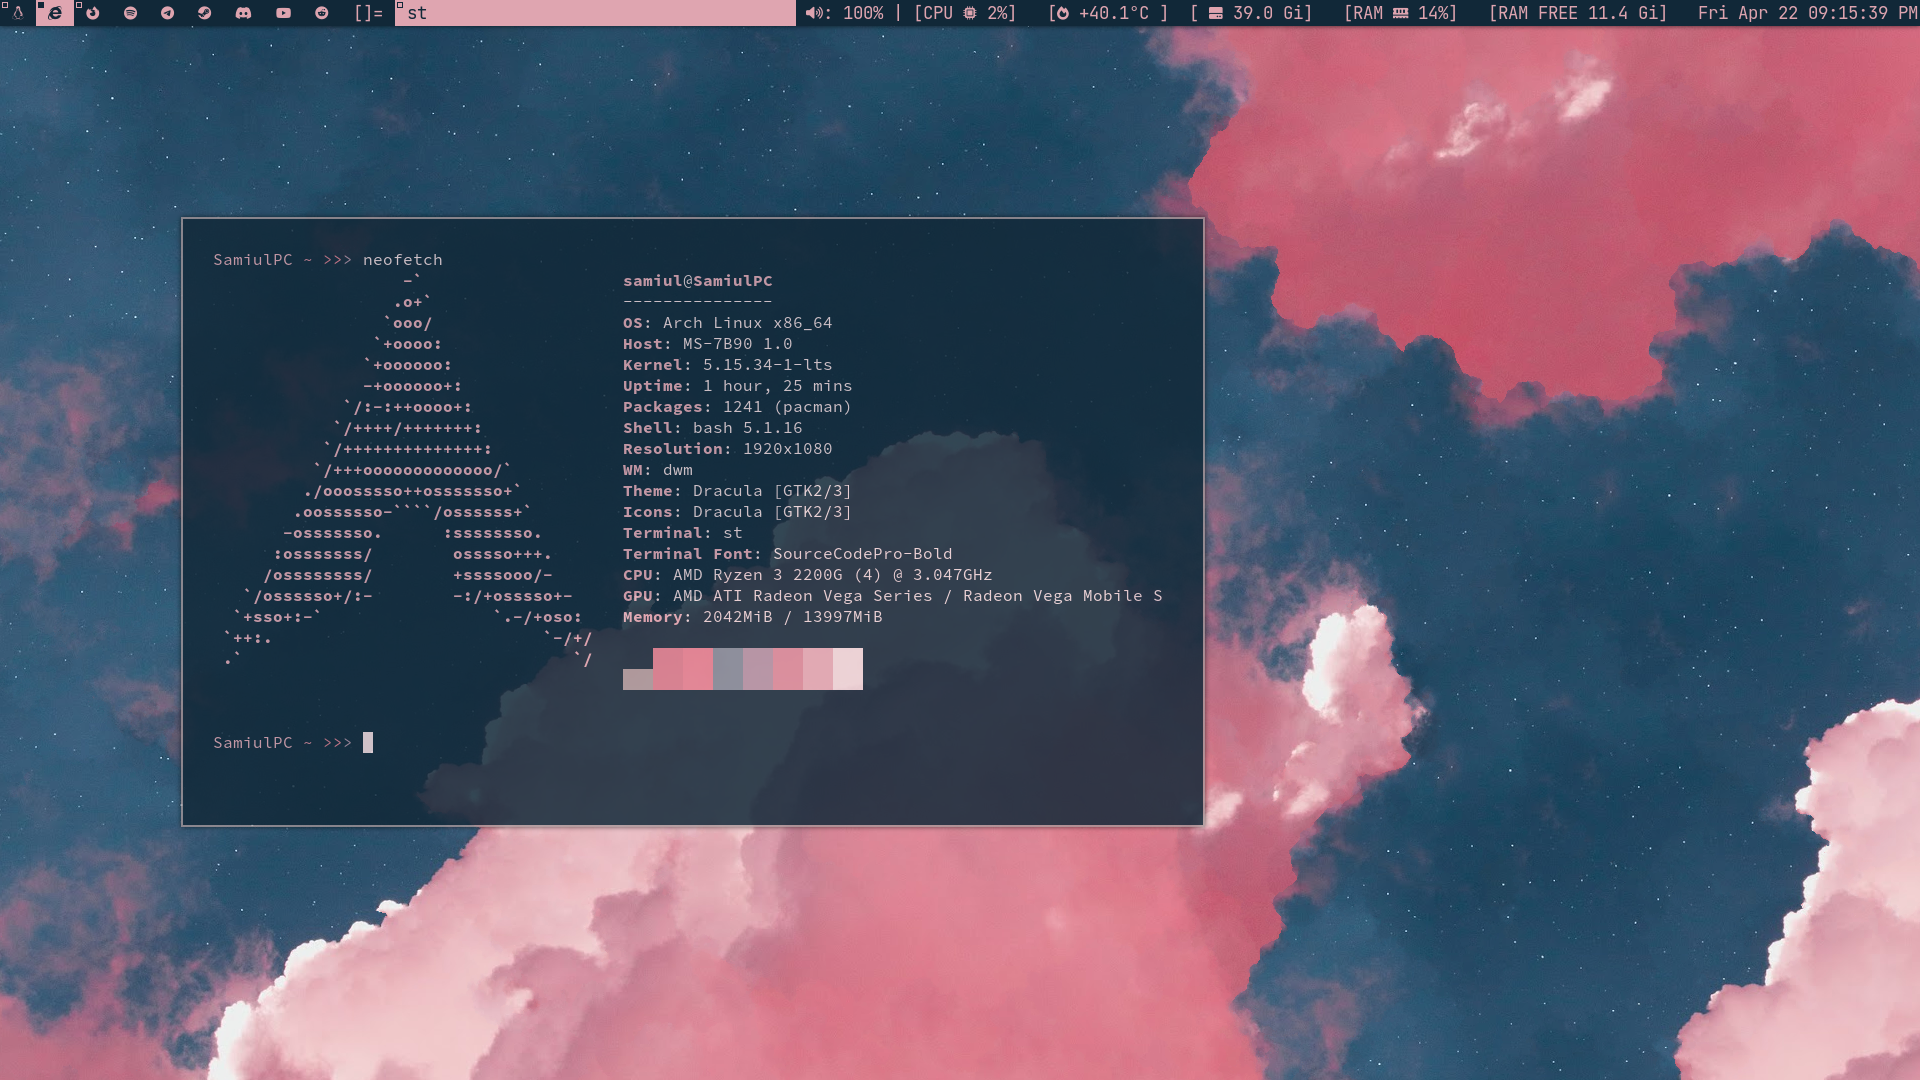 []= st 100% | [CPU 2%] [ +40.1°C ] [ 39.0 Gi] [RAM 14%] [RAM FREE 11.4 Gi] Fri Apr 22 09:15:39 PM
SamiulPC ~ >>> neofetch
samiul@SamiulPC
---------------
OS: Arch Linux x86_64
Host: MS-7B90 1.0
Kernel: 5.15.34-1-lts
Uptime: 1 hour, 25 mins
Packages: 1241 (pacman)
Shell: bash 5.1.16
Resolution: 1920x1080
WM: dwm
Theme: Dracula [GTK2/3]
Icons: Dracula [GTK2/3]
Terminal: st
Terminal Font: SourceCodePro-Bold
CPU: AMD Ryzen 3 2200G (4) @ 3.047GHz
GPU: AMD ATI Radeon Vega Series / Radeon Vega Mobile S
Memory: 2042MiB / 13997MiB
SamiulPC ~ >>>